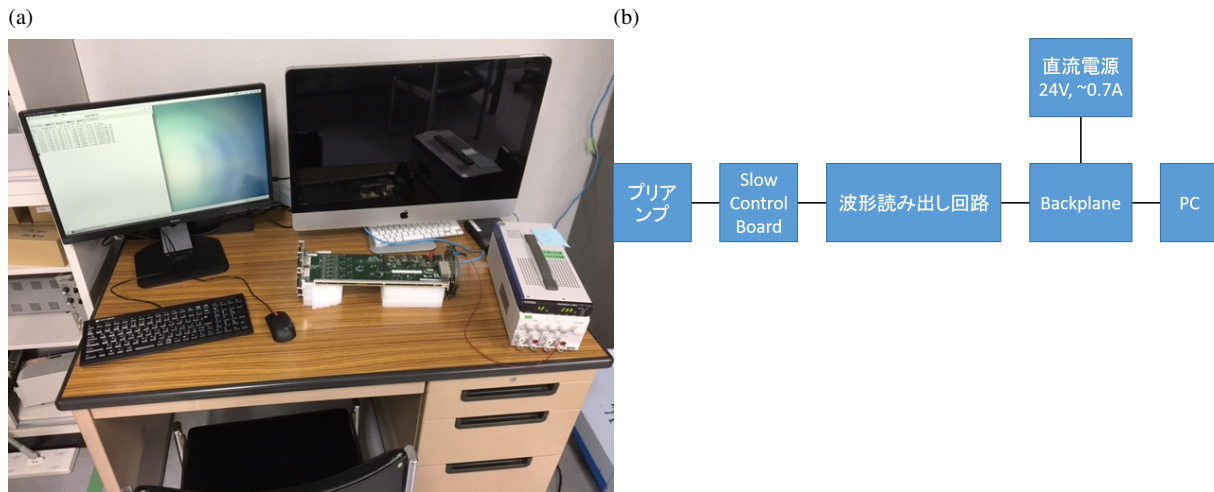 (a)
(b)
直流電源
24V, ~0.7A
プリア
ンプ
Slow
Control
Board
波形読み出し回路
Backplane
PC